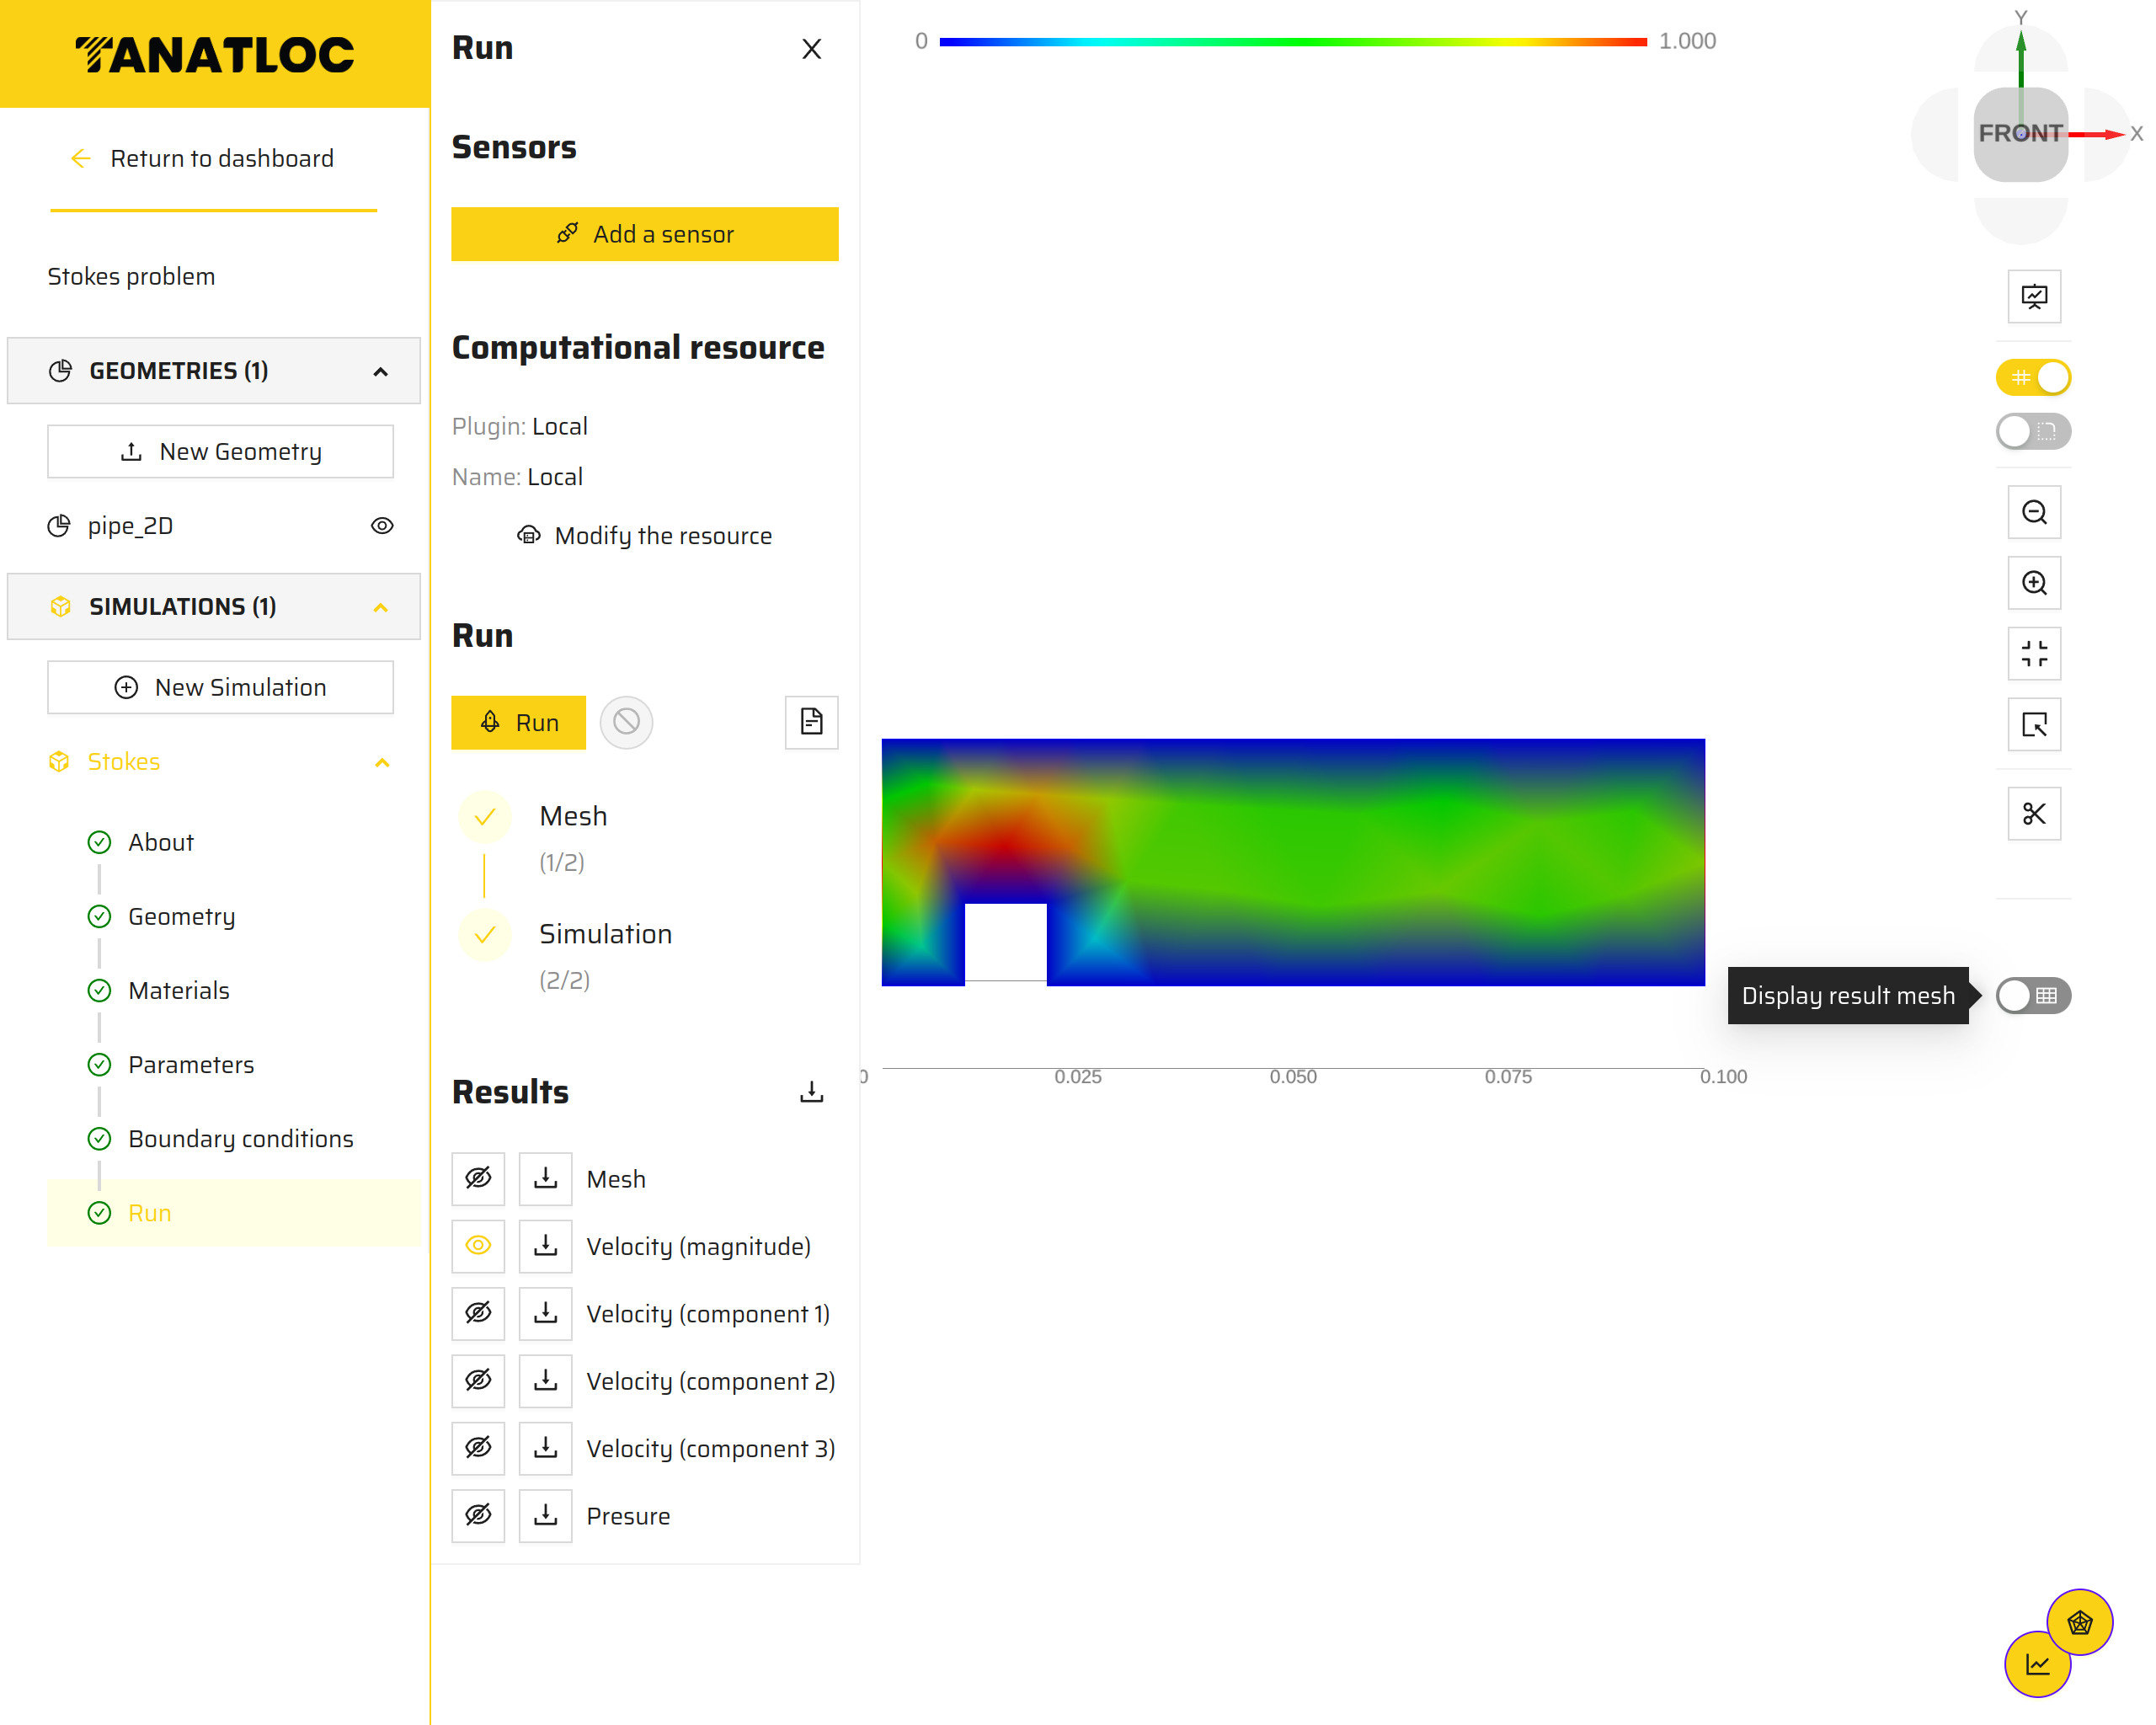 TANATLOC
Return to dashboard
Stokes problem
GEOMETRIES (1)
New Geometry
pipe_2D
SIMULATIONS (1)
New Simulation
Stokes
About
Geometry
Materials
Parameters
Boundary conditions
Run
Run
X
Sensors
Add a sensor
Computational resource
Plugin: Local
Name: Local
Modify the resource
Run
Run
Mesh
(1/2)
Simulation
(2/2)
Results
Mesh
Velocity (magnitude)
Velocity (component 1)
Velocity (component 2)
Velocity (component 3)
Presure
0 1.000
Y
FRONT
X
Display result mesh
0 0.025 0.050 0.075 0.100